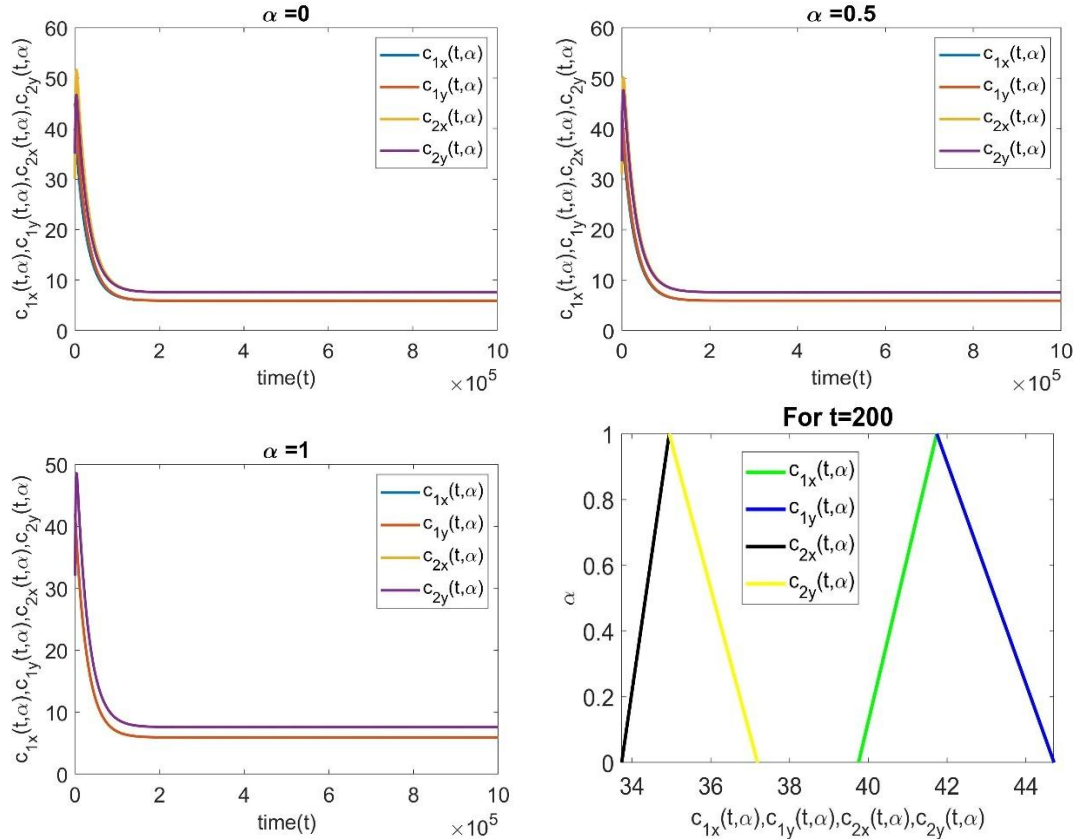 α =0
60
50
40
30
20
10
0
c1x(t,α),c1y(t,α),c2x(t,α),c2y(t,α)
c1x(t,α)
c1y(t,α)
c2x(t,α)
c2y(t,α)
0 2 4 6 8 10
time(t)
×10^5
α =0.5
60
50
40
30
20
10
0
c1x(t,α),c1y(t,α),c2x(t,α),c2y(t,α)
c1x(t,α)
c1y(t,α)
c2x(t,α)
c2y(t,α)
0 2 4 6 8 10
time(t)
×10^5
α =1
50
40
30
20
10
0
c1x(t,α),c1y(t,α),c2x(t,α),c2y(t,α)
c1x(t,α)
c1y(t,α)
c2x(t,α)
c2y(t,α)
0 2 4 6 8 10
time(t)
×10^5
For t=200
1
0.8
0.6
0.4
0.2
0
α
c1x(t,α)
c1y(t,α)
c2x(t,α)
c2y(t,α)
34 36 38 40 42 44
c1x(t,α),c1y(t,α),c2x(t,α),c2y(t,α)